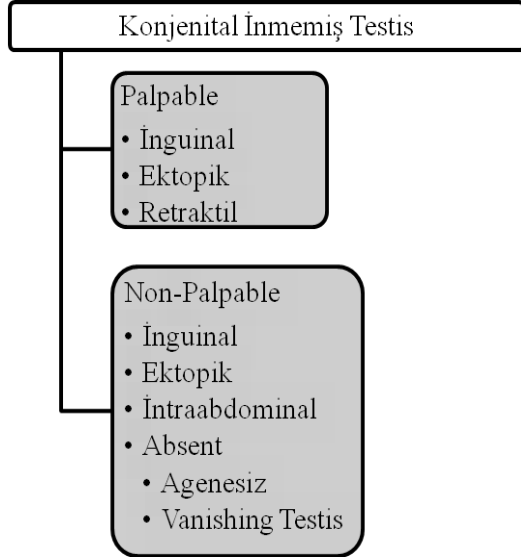 Konjenital İnmemiş Testis
Palpable
• İnguinal
• Ektopik
• Retraktil
Non-Palpable
• İnguinal
• Ektopik
• İntraabdominal
• Absent
• Agenesiz
• Vanishing Testis